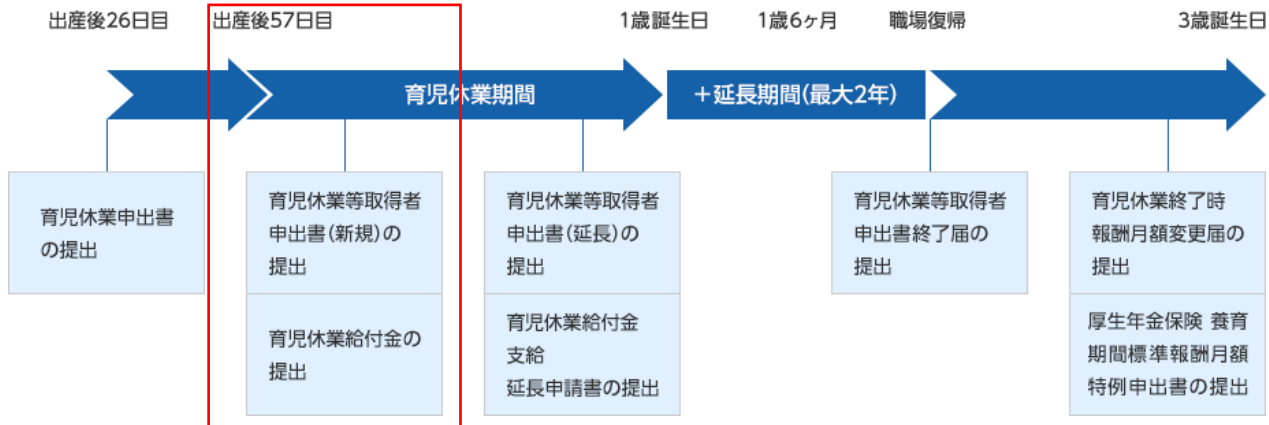 出産後26日目
出産後57日目
1歳誕生日
1歳6ヶ月
職場復帰
3歳誕生日
育児休業期間
＋延長期間(最大2年)
育児休業申出書
の提出
育児休業等取得者
申出書(新規)の
提出
育児休業給付金の
提出
育児休業等取得者
申出書(延長)の
提出
育児休業給付金
支給
延長申請書の提出
育児休業等取得者
申出書終了届の
提出
育児休業終了時
報酬月額変更届の
提出
厚生年金保険 養育
期間標準報酬月額
特例申出書の提出